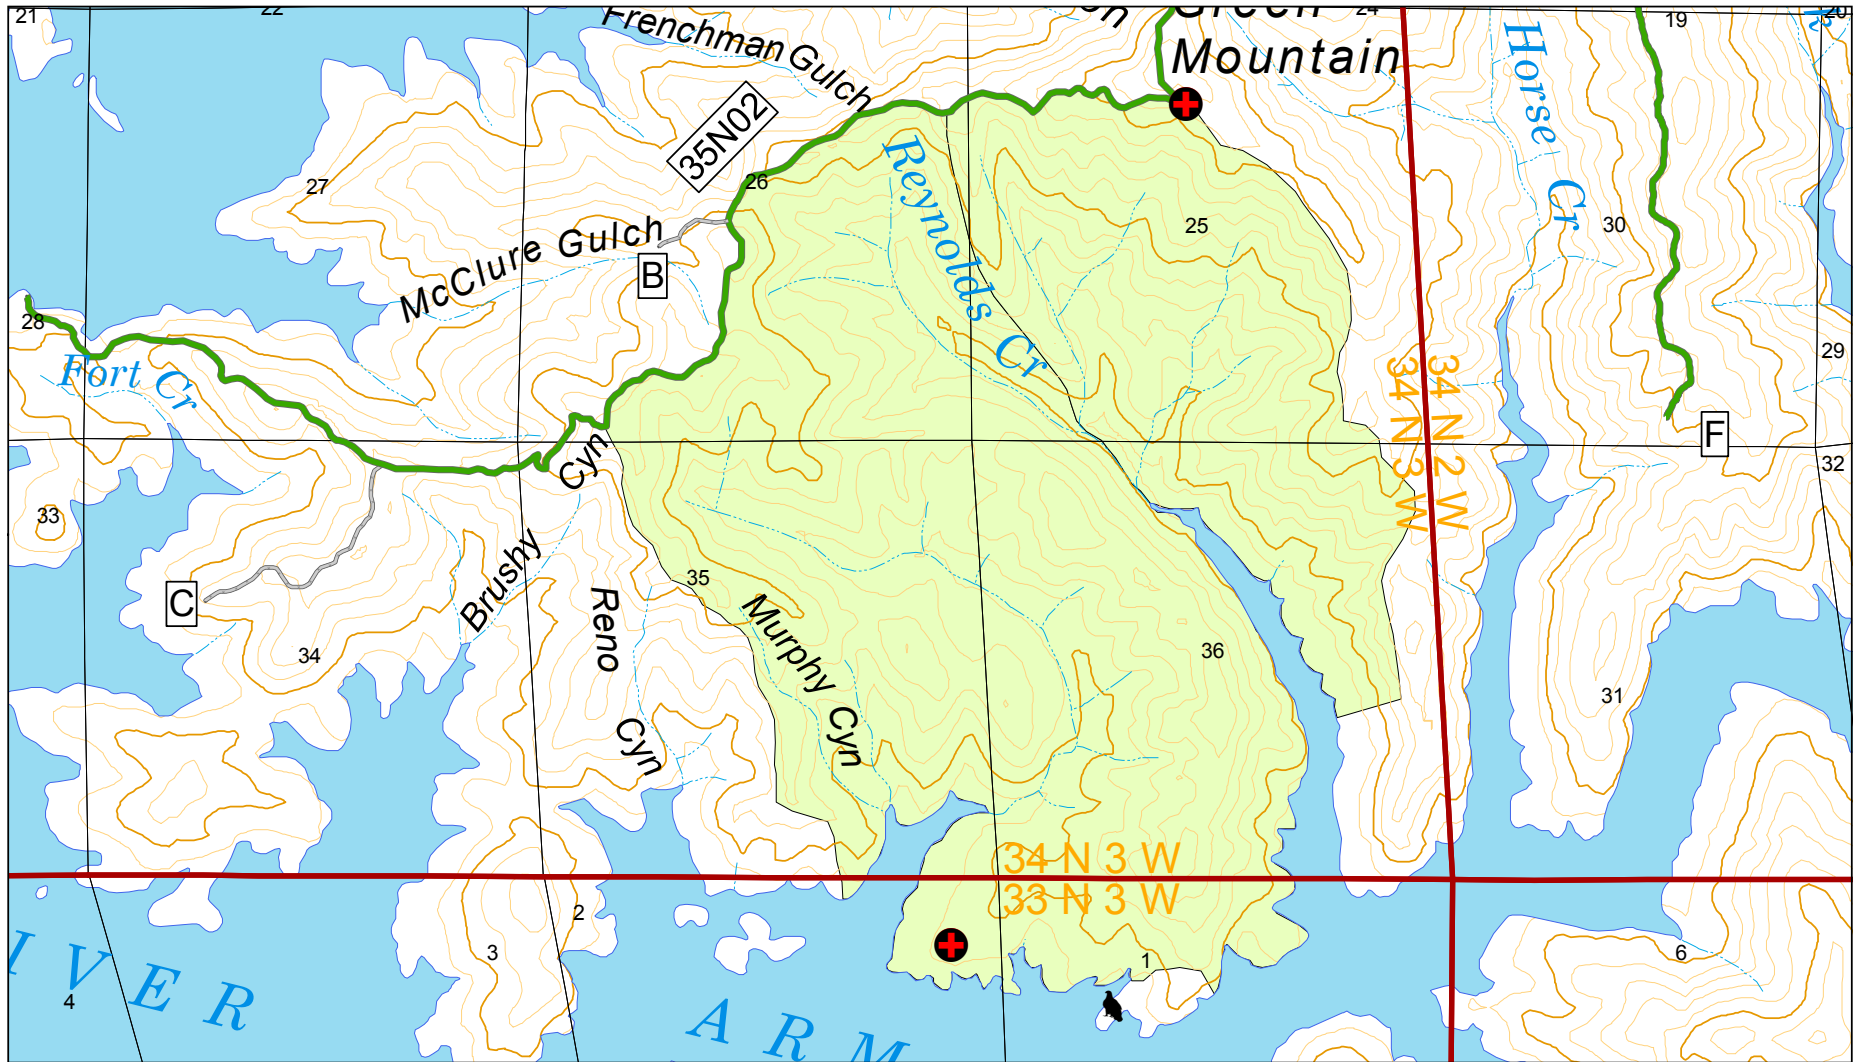 21
22
24
19
20
Green
Mountain
Frenchman Gulch
Horse Cr
35N02
27
26
25
30
Reynolds Cr
McClure Gulch
B
28
Fort Cr
29
34 N 2 W
34 N 3 W
F
32
33
Cyn
Brushy
35
C
34
Reno
Cyn
Murphy Cyn
36
31
34 N 3 W
33 N 3 W
2
3
1
6
4
IVER
ARM